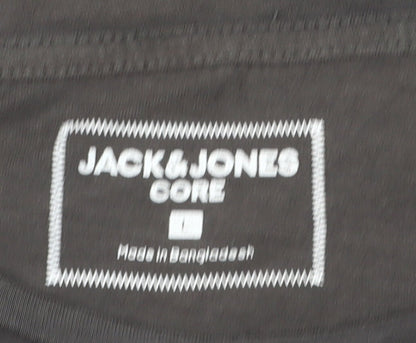 JACK&JONES
CORE
L
Made in Bangladesh